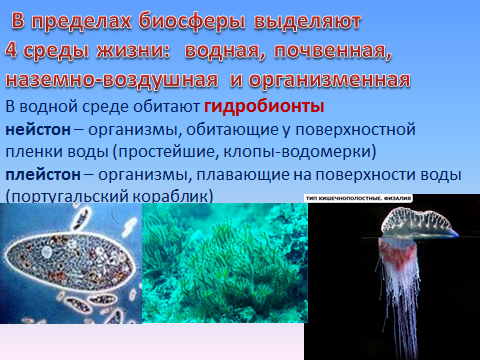 В пределах биосферы выделяют
4 среды жизни: водная, почвенная,
наземно-воздушная и организменная
В водной среде обитают гидробионты
нейстон – организмы, обитающие у поверхностной
пленки воды (простейшие, клопы-водомерки)
плейстон – организмы, плавающие на поверхности воды
(португальский кораблик)
ТИП КИШЕЧНОПОЛОСТНЫЕ. ФИЗАЛИЯ